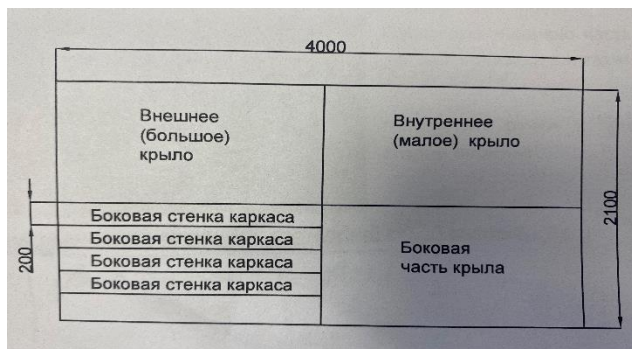 4000
Внешнее
(большое)
крыло
Внутреннее
(малое) крыло
Боковая стенка каркаса
Боковая стенка каркаса
Боковая стенка каркаса
Боковая стенка каркаса
200
Боковая
часть крыла
2100